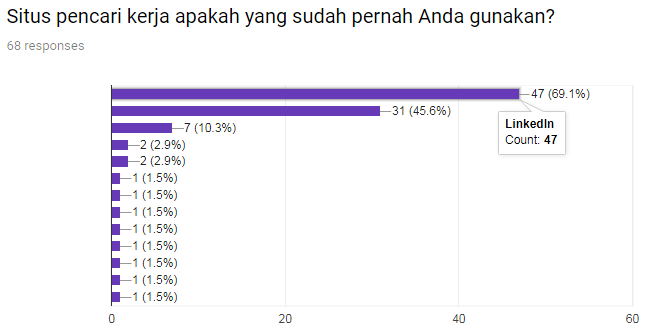 Situs pencari kerja apakah yang sudah pernah Anda gunakan?
68 responses
47 (69.1%)
31 (45.6%)
LinkedIn
Count: 47
7 (10.3%)
2 (2.9%)
2 (2.9%)
1 (1.5%)
1 (1.5%)
1 (1.5%)
1 (1.5%)
1 (1.5%)
1 (1.5%)
1 (1.5%)
1 (1.5%)
0 20 40 60